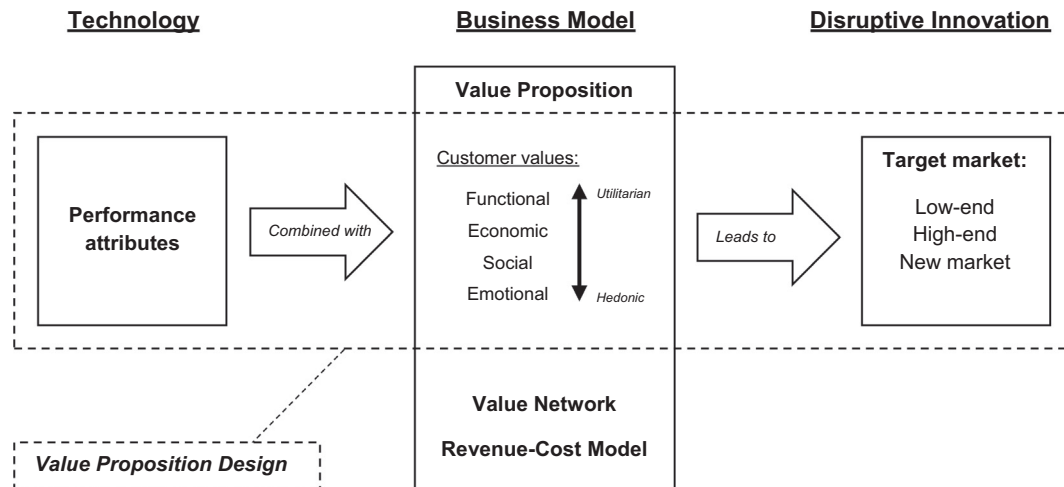 Technology
Business Model
Disruptive Innovation
Value Proposition
Performance
attributes
Combined with
Customer values:
Functional
Economic
Social
Emotional
Utilitarian
Hedonic
Leads to
Target market:
Low-end
High-end
New market
Value Network
Revenue-Cost Model
Value Proposition Design